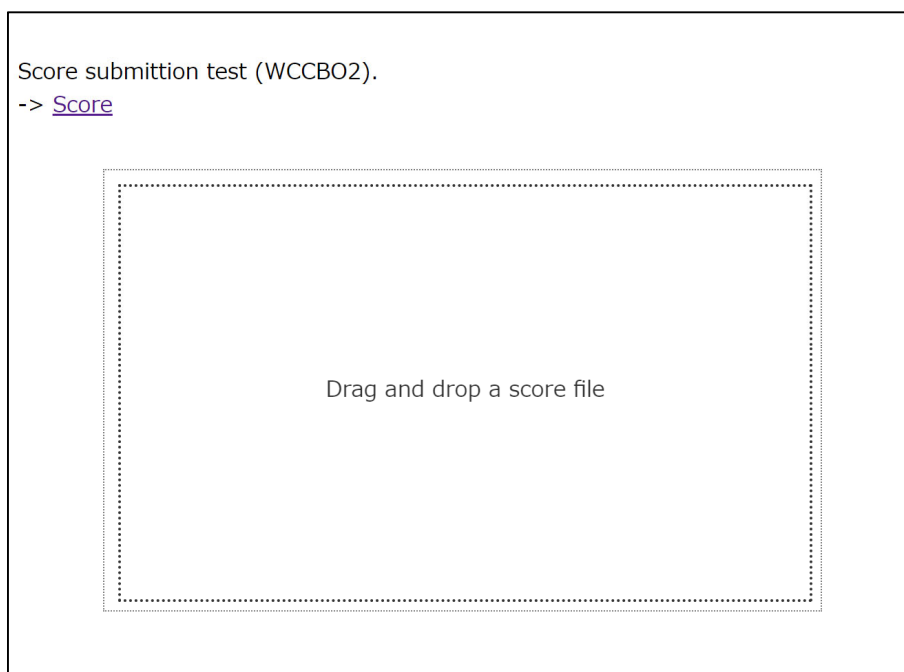 Score submittion test (WCCBO2).
-> Score
Drag and drop a score file